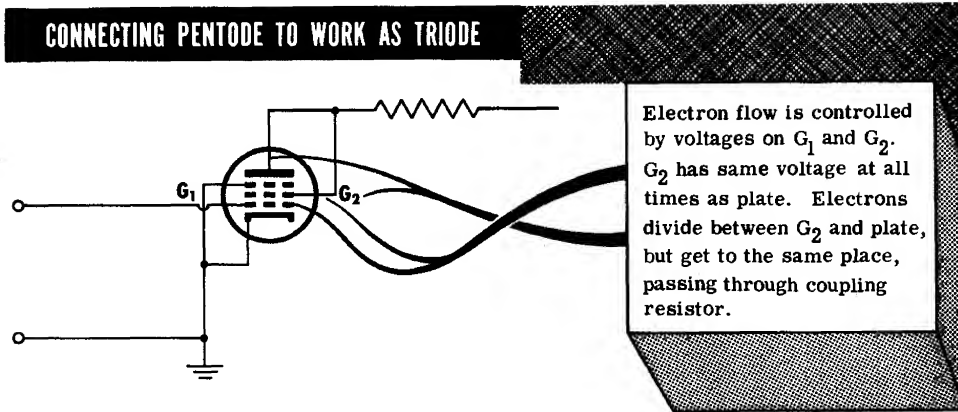 CONNECTING PENTODE TO WORK AS TRIODE
G1
G2
Electron flow is controlled
by voltages on G1 and G2.
G2 has same voltage at all
times as plate. Electrons
divide between G2 and plate,
but get to the same place,
passing through coupling
resistor.